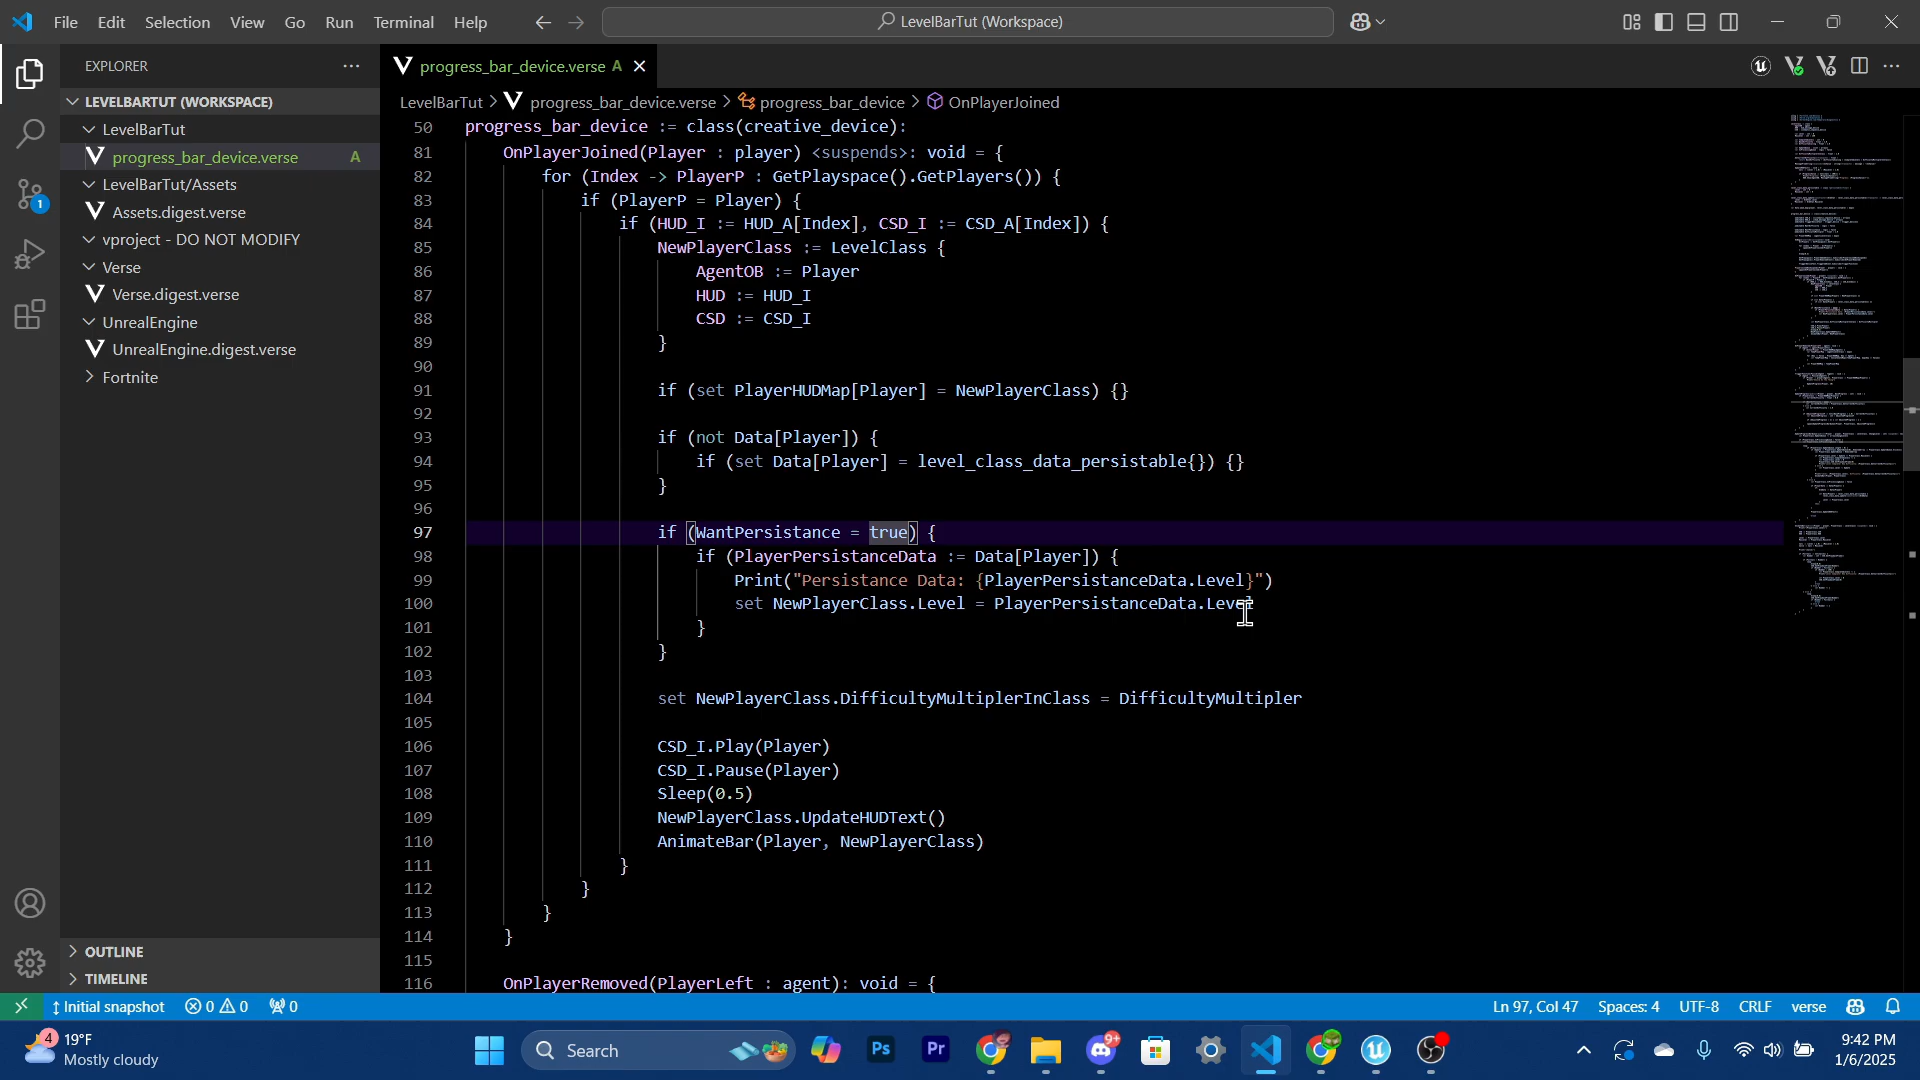 File Edit Selection View Go Run Terminal Help
LevelBarTut (Workspace)
EXPLORER
progress_bar_device.verse A
LEVELBARTUT (WORKSPACE)
LevelBarTut
progress_bar_device.verse A
LevelBarTut/Assets
Assets.digest.verse
vproject - DO NOT MODIFY
Verse
Verse.digest.verse
UnrealEngine
UnrealEngine.digest.verse
Fortnite
1
OUTLINE
TIMELINE
LevelBarTut > progress_bar_device.verse > progress_bar_device > OnPlayerJoined
50 progress_bar_device := class(creative_device):
81 OnPlayerJoined(Player : player) <suspends>: void = {
82 for (Index -> PlayerP : GetPlayspace().GetPlayers()) {
83 if (PlayerP = Player) {
84 if (HUD_I := HUD_A[Index], CSD_I := CSD_A[Index]) {
85 NewPlayerClass := LevelClass {
86 AgentOB := Player
87 HUD := HUD_I
88 CSD := CSD_I
89 }
90
91 if (set PlayerHUDMap[Player] = NewPlayerClass) {}
92
93 if (not Data[Player]) {
94 if (set Data[Player] = level_class_data_persistable{}) {}
95 }
96
97 if (WantPersistance = true) {
98 if (PlayerPersistanceData := Data[Player]) {
99 Print("Persistance Data: {PlayerPersistanceData.Level}")
100 set NewPlayerClass.Level = PlayerPersistanceData.Level
101 }
102 }
103
104 set NewPlayerClass.DifficultyMultiplerInClass = DifficultyMultipler
105
106 CSD_I.Play(Player)
107 CSD_I.Pause(Player)
108 Sleep(0.5)
109 NewPlayerClass.UpdateHUDText()
110 AnimateBar(Player, NewPlayerClass)
111 }
112 }
113 }
114 }
115
116 OnPlayerRemoved(PlayerLeft : agent): void = {
Initial snapshot 0 0 0
Ln 97, Col 47 Spaces: 4 UTF-8 CRLF verse
4 19°F
Mostly cloudy
Search
Ps
Pr
9+
9:42 PM
1/6/2025